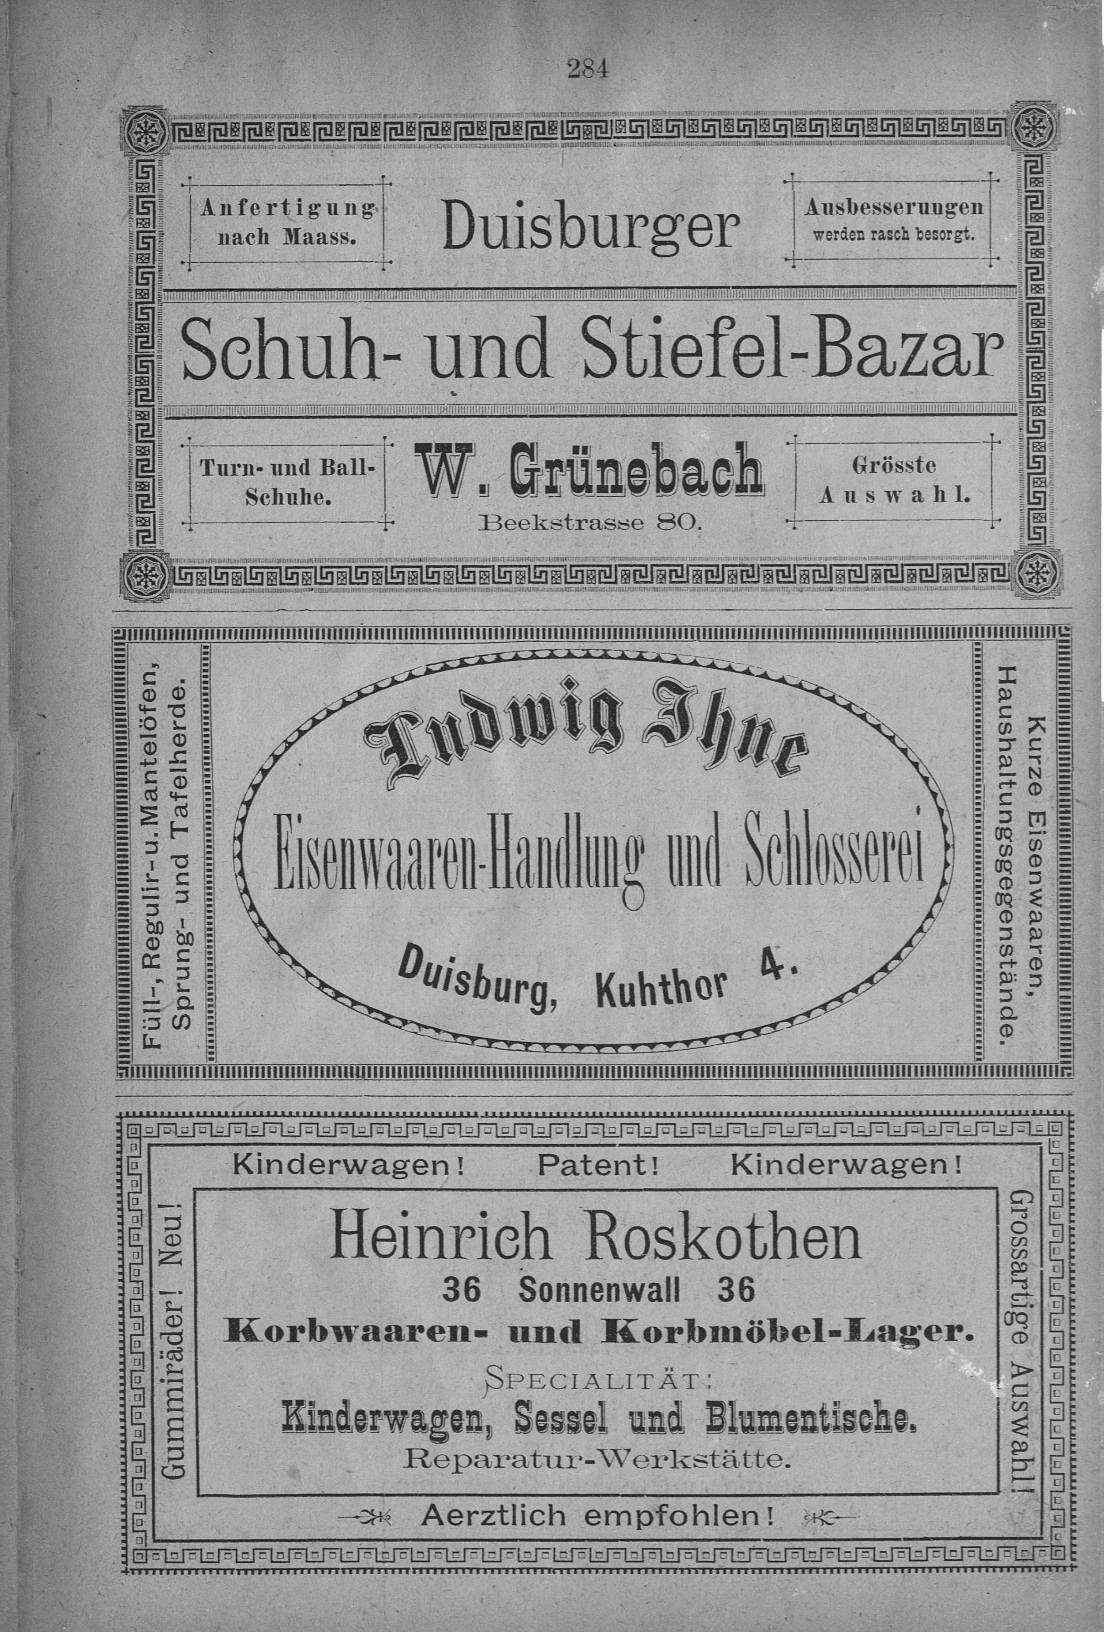 284
Anfertigung
nach Maass.
Duisburger
Ausbesserungen
werden rasch besorgt.
Schuh- und Stiefel-Bazar
Turn- und Ball-
Schuhe.
W. Grünebach
Beekstrasse 80.
Grösste
Auswahl.
Füll-, Regulir- u. Mantelöfen,
Sprung- und Tafelherde.
Ludwig Ihne
Eisenwaaren-Handlung und Schlosserei
Duisburg, Kuhthor 4.
Kurze Eisenwaaren,
Haushaltungsgegenstände.
Kinderwagen! Patent! Kinderwagen!
Gummiräder! Neu!
Heinrich Roskothen
36 Sonnenwall 36
Korbwaaren- und Korbmöbel-Lager.
SPECIALITÄT:
Kinderwagen, Sessel und Blumentische.
Reparatur-Werkstätte.
Grossartige Auswahl!
Aerztlich empfohlen!